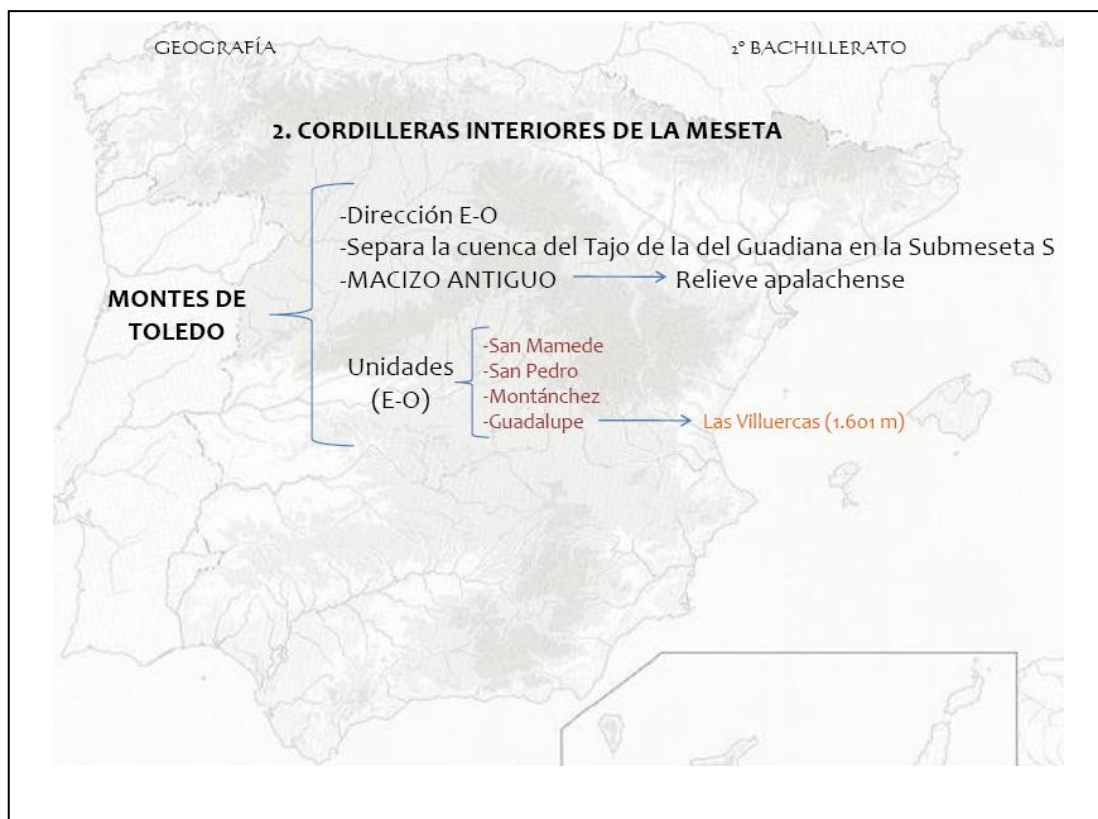 GEOGRAFÍA
2º BACHILLERATO
2. CORDILLERAS INTERIORES DE LA MESETA
MONTES DE
TOLEDO
-Dirección E-O
-Separa la cuenca del Tajo de la del Guadiana en la Submeseta S
-MACIZO ANTIGUO
Relieve apalachense
Unidades
(E-O)
-San Mamede
-San Pedro
-Montánchez
-Guadalupe
Las Villuercas (1.601 m)